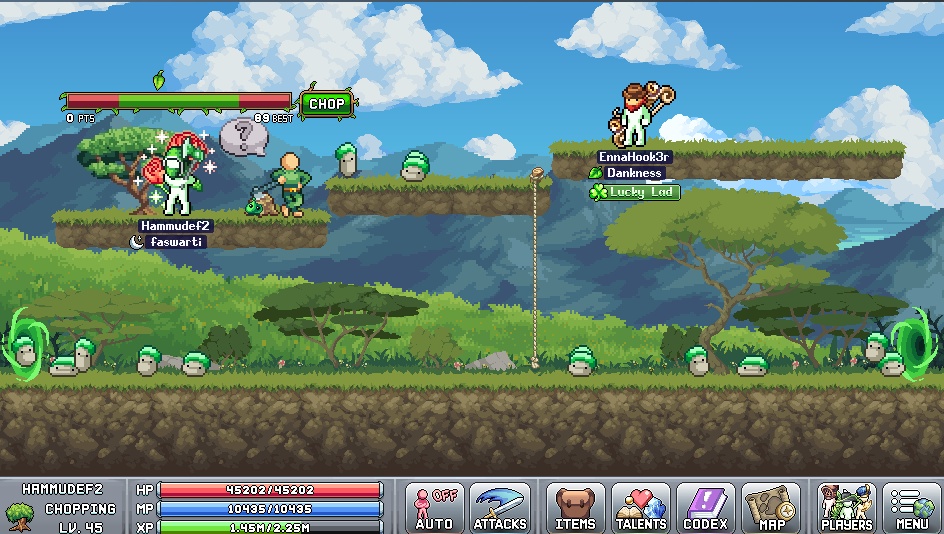 CHOP
0 PTS
89 BEST
?
EnnaHook3r
Dankness
Lucky Lad
Hammudef2
faswarti
HAMMUDEF2
CHOPPING
LV. 45
HP 45202/45202
MP 10435/10435
XP 1.45M/2.25M
OFF
AUTO
ATTACKS
ITEMS
TALENTS
CODEX
MAP
PLAYERS
MENU